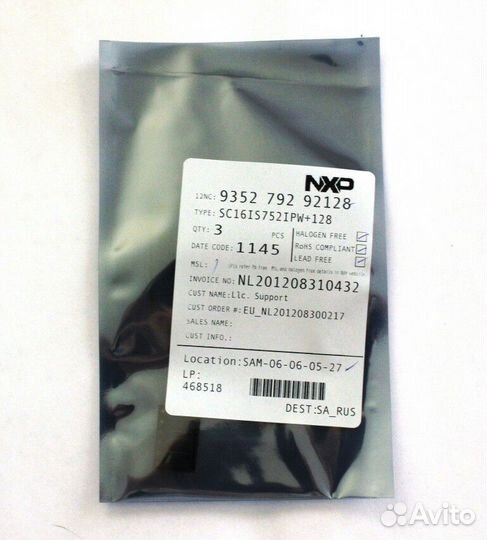 NXP
12NC: 9352 792 92128
TYPE: SC16IS752IPW+128
QTY: 3 PCS
DATE CODE: 1145
HALOGEN FREE
RoHS COMPLIANT
LEAD FREE
MSL: 1
INVOICE NO: NL201208310432
CUST NAME: Llc. Support
CUST ORDER #: EU_NL201208300217
SALES NAME:
CUST INFO.:
Location: SAM-06-06-05-27
LP:
468518
DEST: SA_RUS
Avito